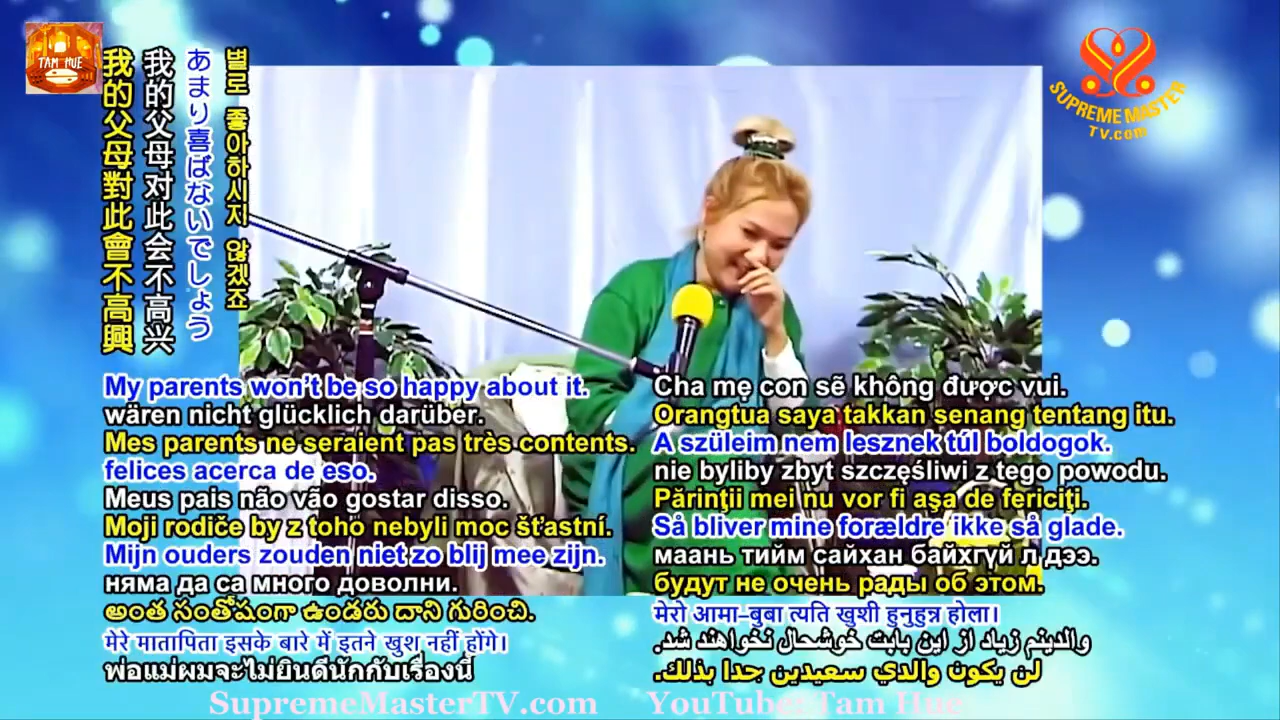 TAM HUE
SUPREME MASTER
TV.com
별로 좋아하시지 않겠죠
あまり喜ばないでしょう
我的父母对此会不高兴
我的父母對此會不高興
My parents won't be so happy about it.
wären nicht glücklich darüber.
Mes parents ne seraient pas très contents.
felices acerca de eso.
Meus pais não vão gostar disso.
Moji rodiče by z toho nebyli moc šťastní.
Mijn ouders zouden niet zo blij mee zijn.
няма да са много доволни.
అంత సంతోషంగా ఉండరు దాని గురించి.
मेरे मातापिता इसके बारे में इतने खुश नहीं होंगे।
พ่อแม่ผมจะไม่ยินดีนักกับเรื่องนี้
Cha mẹ con sẽ không được vui.
Orangtua saya takkan senang tentang itu.
A szüleim nem lesznek túl boldogok.
nie byliby zbyt szczęśliwi z tego powodu.
Părinţii mei nu vor fi aşa de fericiţi.
Så bliver mine forældre ikke så glade.
маань тийм сайхан байхгүй л дээ.
будут не очень рады об этом.
मेरो आमा-बुबा त्यति खुशी हुनुहुन्न होला।
والدینم زیاد از این بابت خوشحال نخواهند شد.
لن يكون والدي سعيدين جدا بذلك.
SupremeMasterTV.com YouTube: Tam Hue